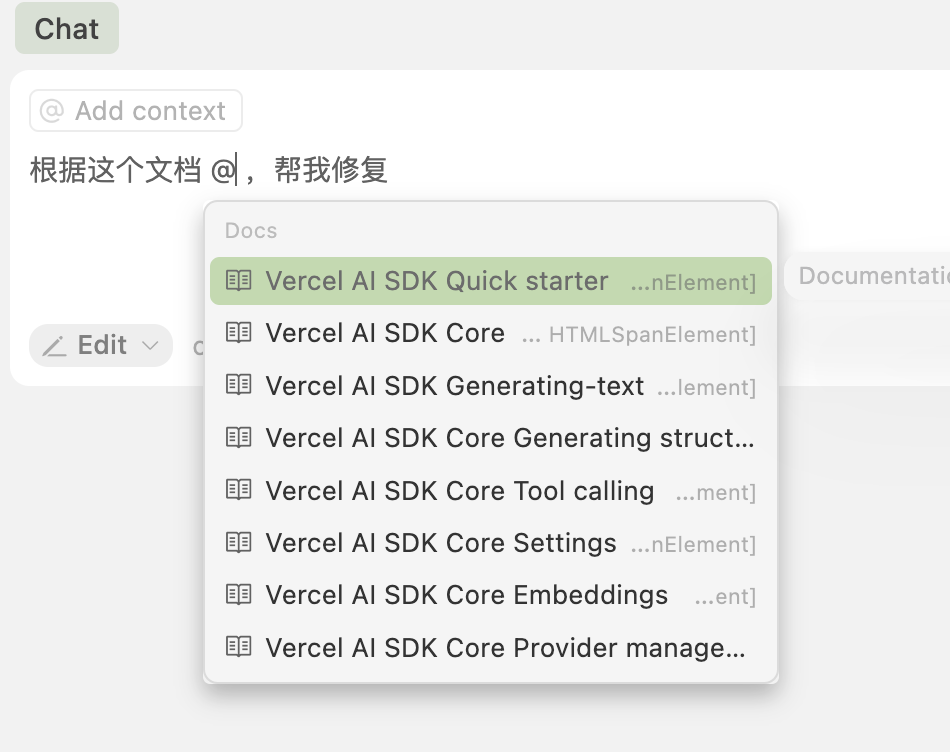 Chat
@ Add context
根据这个文档 @ ，帮我修复
Docs
Vercel AI SDK Quick starter ...nElement]
Documentatio
Vercel AI SDK Core ... HTMLSpanElement]
Edit
Vercel AI SDK Generating-text ...lement]
Vercel AI SDK Core Generating struct...
Vercel AI SDK Core Tool calling ...ment]
Vercel AI SDK Core Settings ...nElement]
Vercel AI SDK Core Embeddings ...ent]
Vercel AI SDK Core Provider manage...